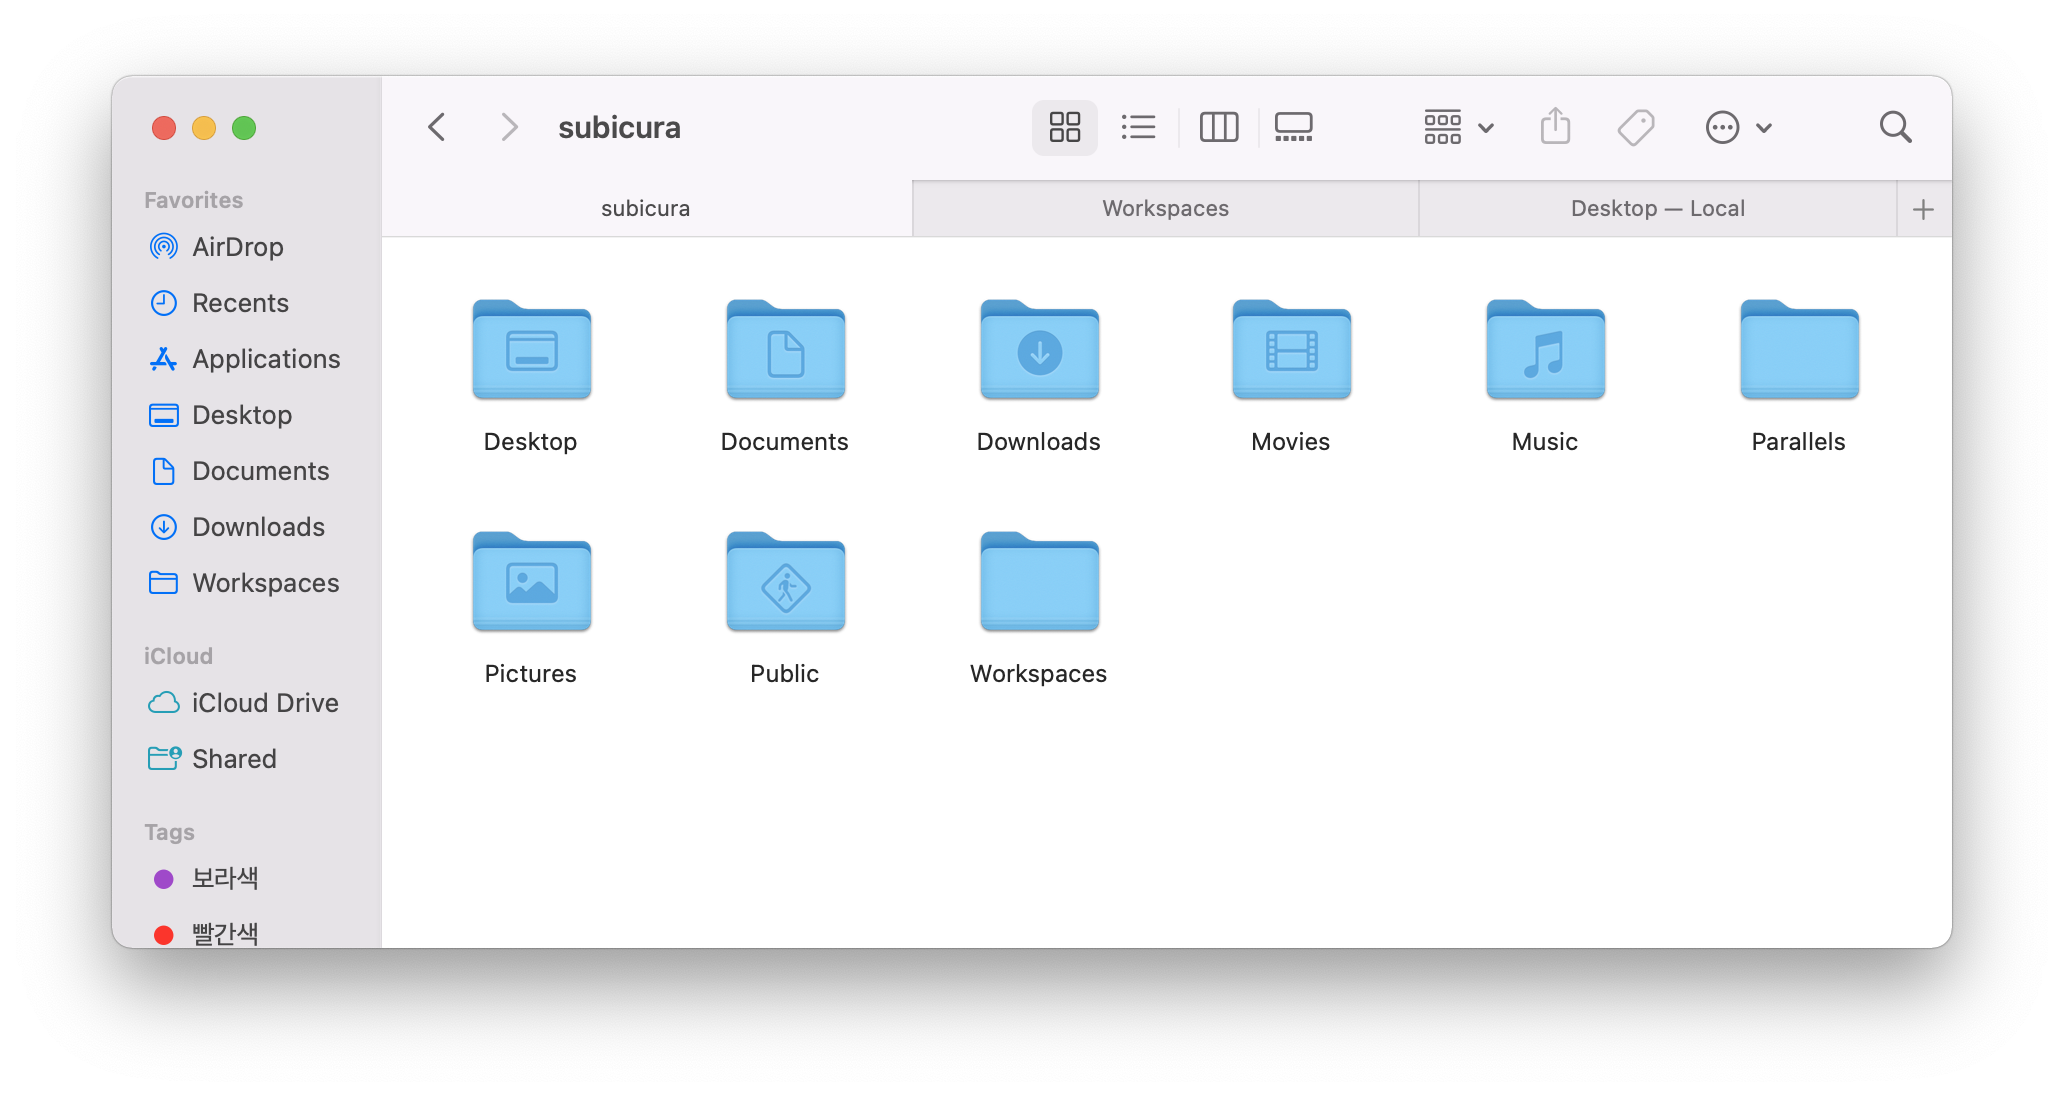 subicura
subicura
Workspaces
Desktop — Local
Favorites
AirDrop
Recents
Applications
Desktop
Documents
Downloads
Workspaces
iCloud
iCloud Drive
Shared
Tags
보라색
빨간색
Desktop
Documents
Downloads
Movies
Music
Parallels
Pictures
Public
Workspaces